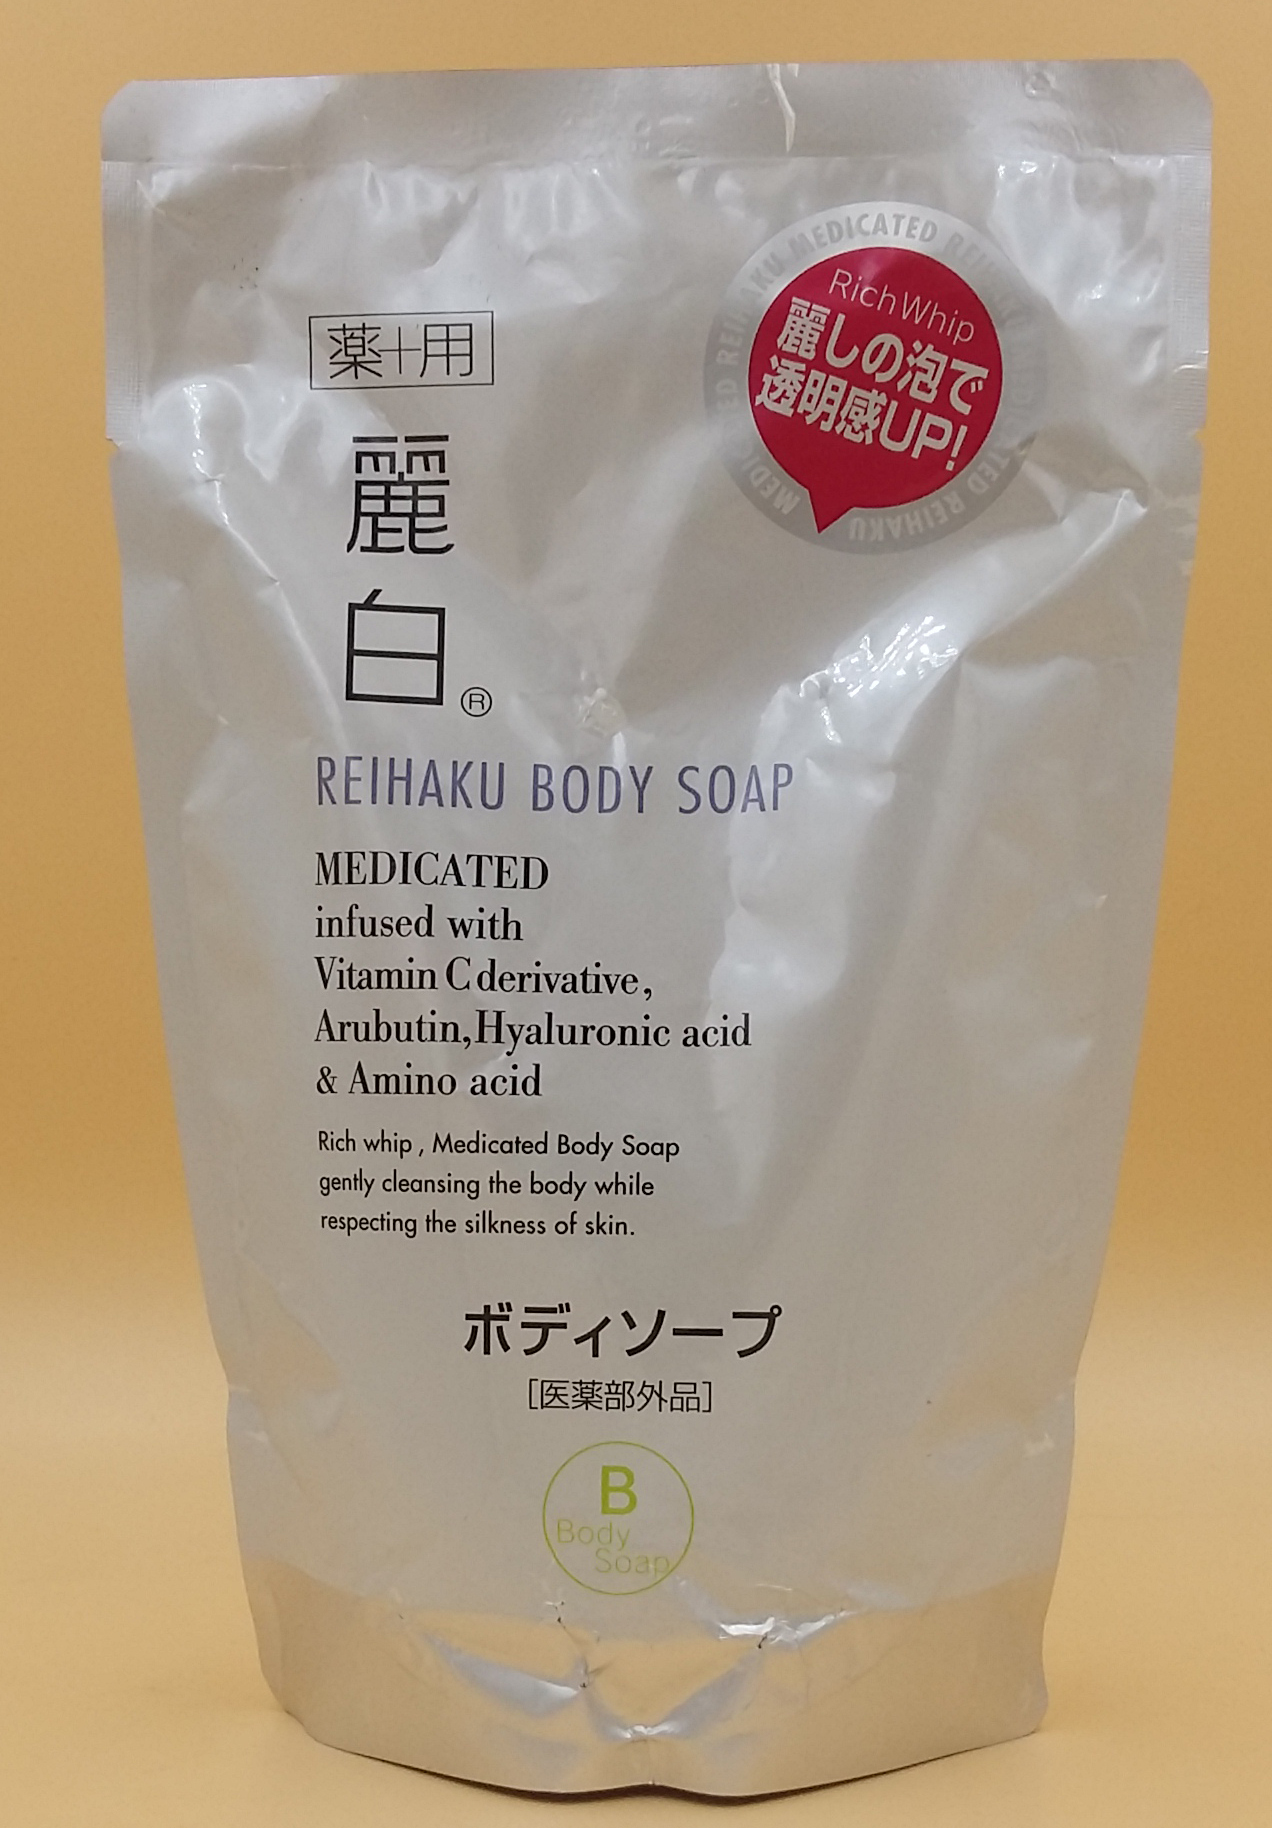 MEDICATED REIHAKU MEDICATED REIHAKU MEDICATED REIHAKU
RichWhip
麗しの泡で
透明感UP!
薬+用
麗
白®
REIHAKU BODY SOAP
MEDICATED
infused with
Vitamin C derivative,
Arubutin,Hyaluronic acid
& Amino acid
Rich whip , Medicated Body Soap
gently cleansing the body while
respecting the silkness of skin.
ボディソープ
[医薬部外品]
B
Body
Soap